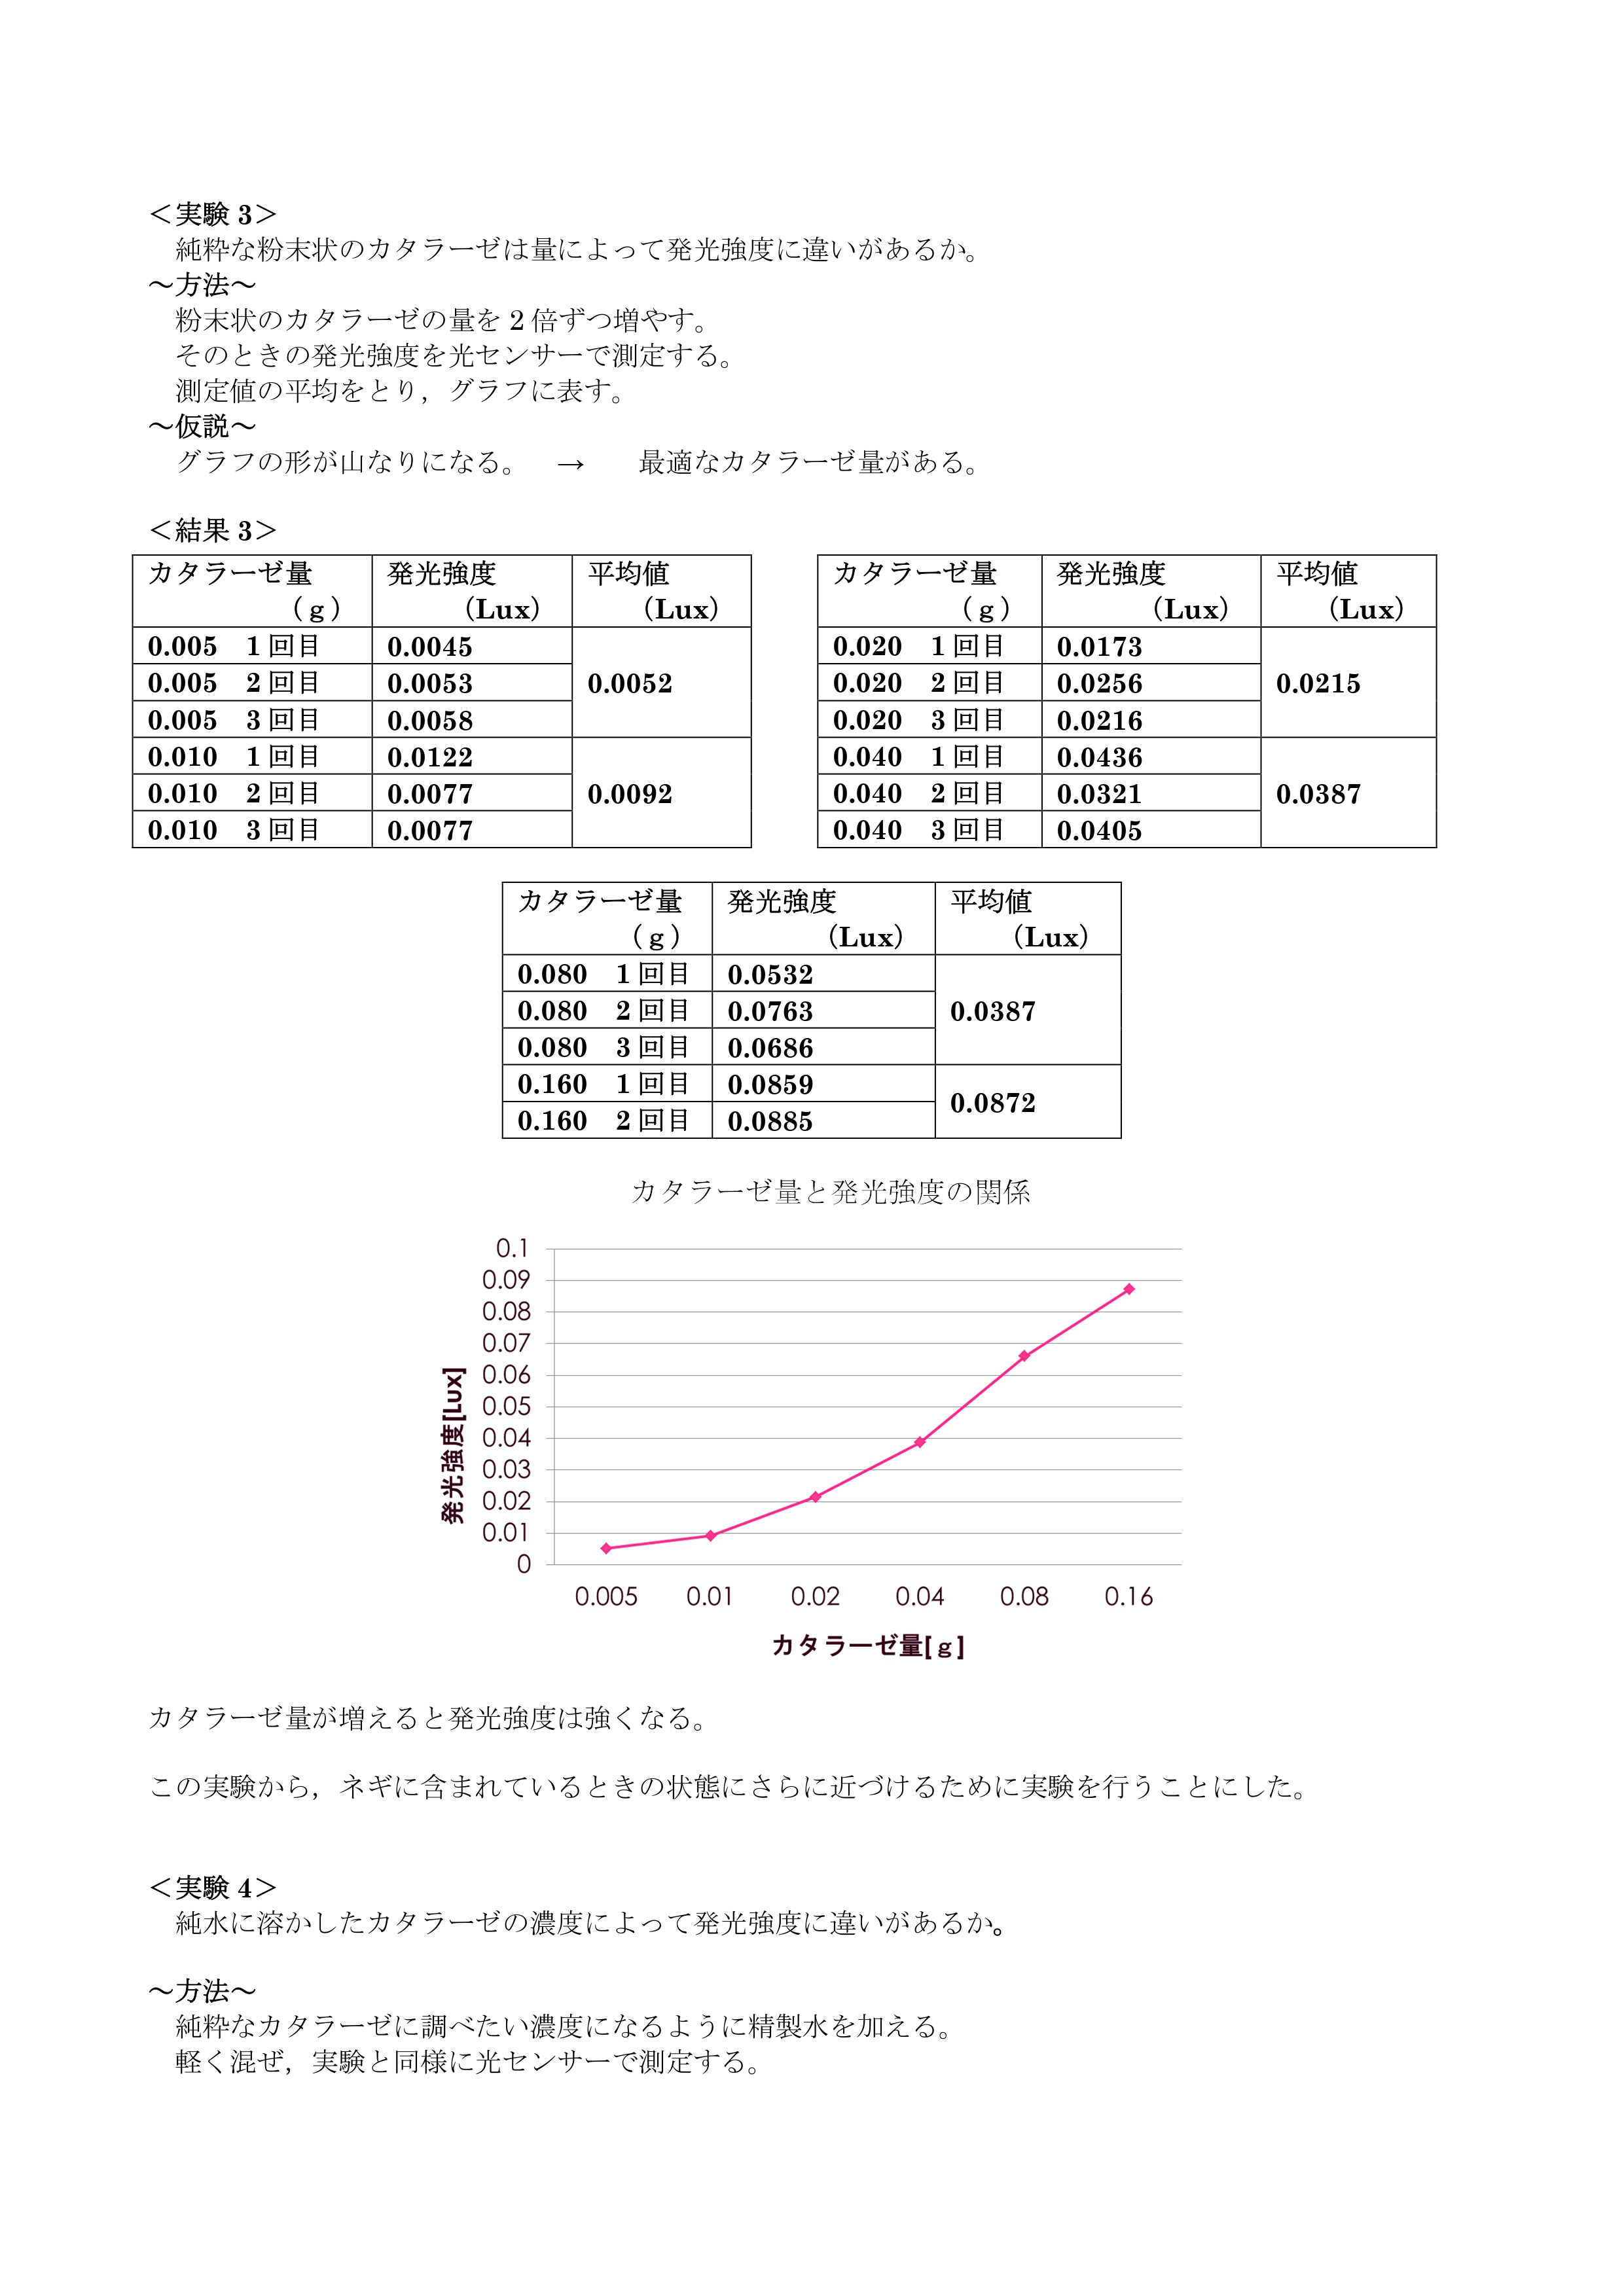 ＜実験 3＞
純粋な粉末状のカタラーゼは量によって発光強度に違いがあるか。
～方法～
粉末状のカタラーゼの量を 2 倍ずつ増やす。
そのときの発光強度を光センサーで測定する。
測定値の平均をとり，グラフに表す。
～仮説～
グラフの形が山なりになる。　→　最適なカタラーゼ量がある。
＜結果 3＞
カタラーゼ量（g） 発光強度（Lux） 平均値（Lux）
0.005　1 回目 0.0045
0.005　2 回目 0.0053 0.0052
0.005　3 回目 0.0058
0.010　1 回目 0.0122
0.010　2 回目 0.0077 0.0092
0.010　3 回目 0.0077
カタラーゼ量（g） 発光強度（Lux） 平均値（Lux）
0.020　1 回目 0.0173
0.020　2 回目 0.0256 0.0215
0.020　3 回目 0.0216
0.040　1 回目 0.0436
0.040　2 回目 0.0321 0.0387
0.040　3 回目 0.0405
カタラーゼ量（g） 発光強度（Lux） 平均値（Lux）
0.080　1 回目 0.0532
0.080　2 回目 0.0763 0.0387
0.080　3 回目 0.0686
0.160　1 回目 0.0859 0.0872
0.160　2 回目 0.0885
カタラーゼ量と発光強度の関係
発光強度[Lux]
0.1
0.09
0.08
0.07
0.06
0.05
0.04
0.03
0.02
0.01
0
0.005 0.01 0.02 0.04 0.08 0.16
カタラーゼ量[g]
カタラーゼ量が増えると発光強度は強くなる。
この実験から，ネギに含まれているときの状態にさらに近づけるために実験を行うことにした。
＜実験 4＞
純水に溶かしたカタラーゼの濃度によって発光強度に違いがあるか。
～方法～
純粋なカタラーゼに調べたい濃度になるように精製水を加える。
軽く混ぜ，実験と同様に光センサーで測定する。